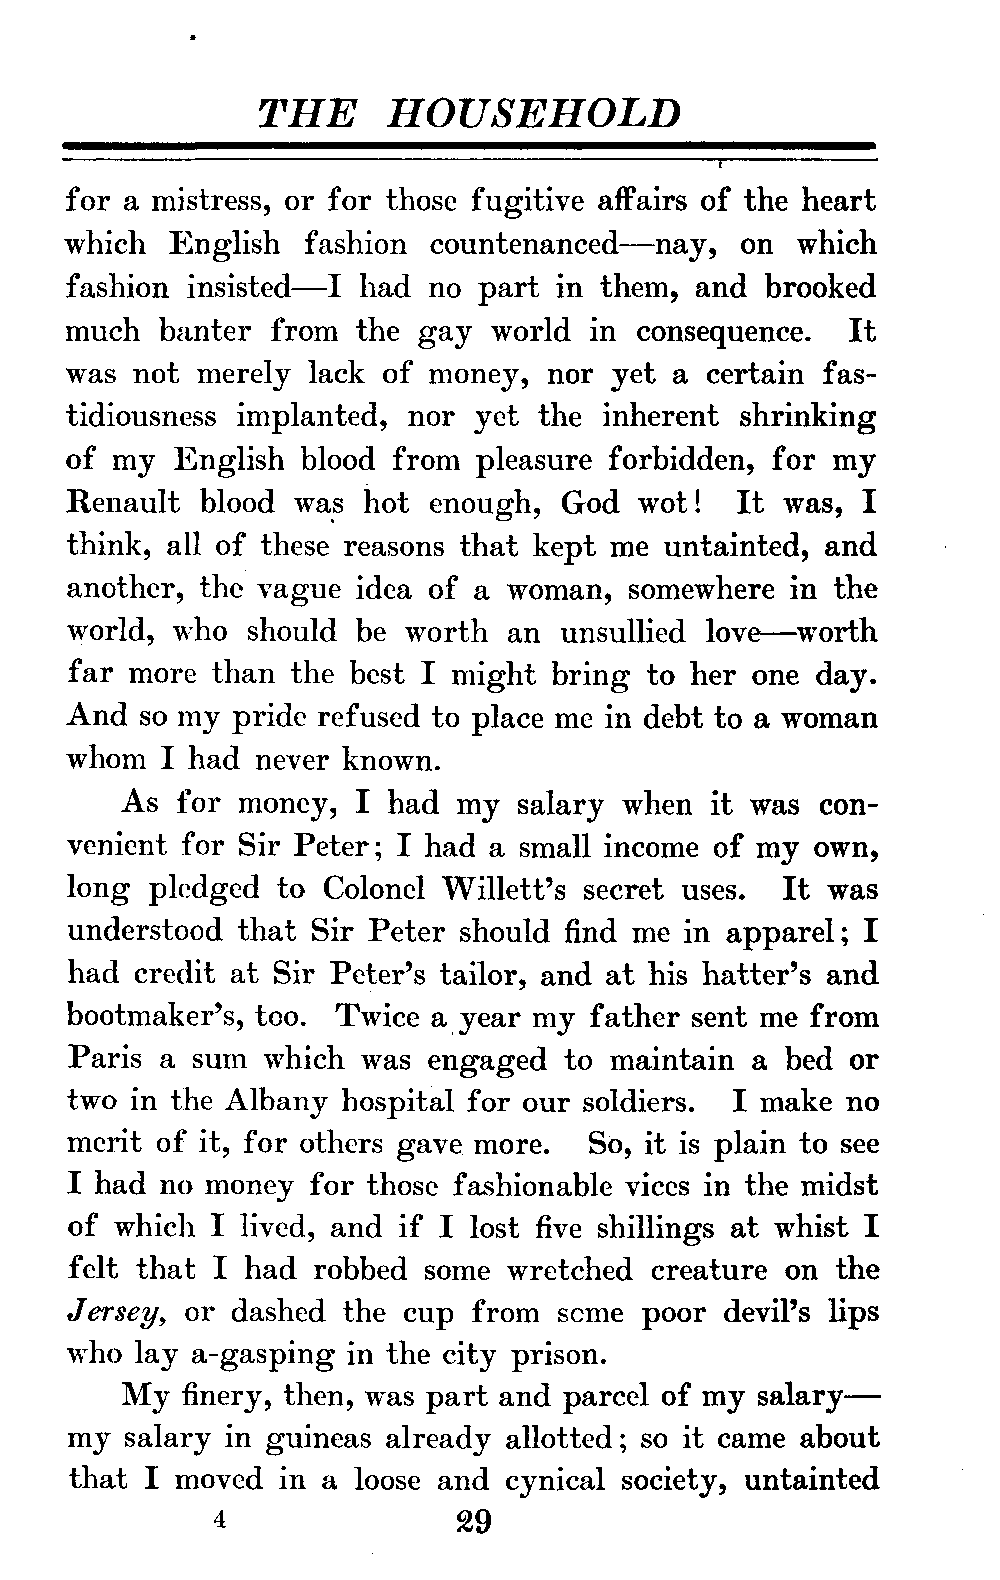 THE HOUSEHOLD
for a mistress, or for those fugitive affairs of the heart
which English fashion countenanced—nay, on which
fashion insisted—I had no part in them, and brooked
much banter from the gay world in consequence. It
was not merely lack of money, nor yet a certain fas-
tidiousness implanted, nor yet the inherent shrinking
of my English blood from pleasure forbidden, for my
Renault blood was hot enough, God wot! It was, I
think, all of these reasons that kept me untainted, and
another, the vague idea of a woman, somewhere in the
world, who should be worth an unsullied love—worth
far more than the best I might bring to her one day.
And so my pride refused to place me in debt to a woman
whom I had never known.
As for money, I had my salary when it was con-
venient for Sir Peter; I had a small income of my own,
long pledged to Colonel Willett's secret uses. It was
understood that Sir Peter should find me in apparel; I
had credit at Sir Peter's tailor, and at his hatter's and
bootmaker's, too. Twice a year my father sent me from
Paris a sum which was engaged to maintain a bed or
two in the Albany hospital for our soldiers. I make no
merit of it, for others gave more. So, it is plain to see
I had no money for those fashionable vices in the midst
of which I lived, and if I lost five shillings at whist I
felt that I had robbed some wretched creature on the
Jersey, or dashed the cup from some poor devil's lips
who lay a-gasping in the city prison.
My finery, then, was part and parcel of my salary—
my salary in guineas already allotted; so it came about
that I moved in a loose and cynical society, untainted
4 29